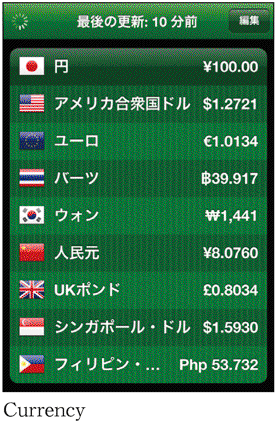 最後の更新: 10 分前 編集
円 ¥100.00
アメリカ合衆国ドル $1.2721
ユーロ €1.0134
バーツ ฿39.917
ウォン ₩1,441
人民元 ¥8.0760
UKポンド £0.8034
シンガポール・ドル $1.5930
フィリピン・... Php 53.732
Currency